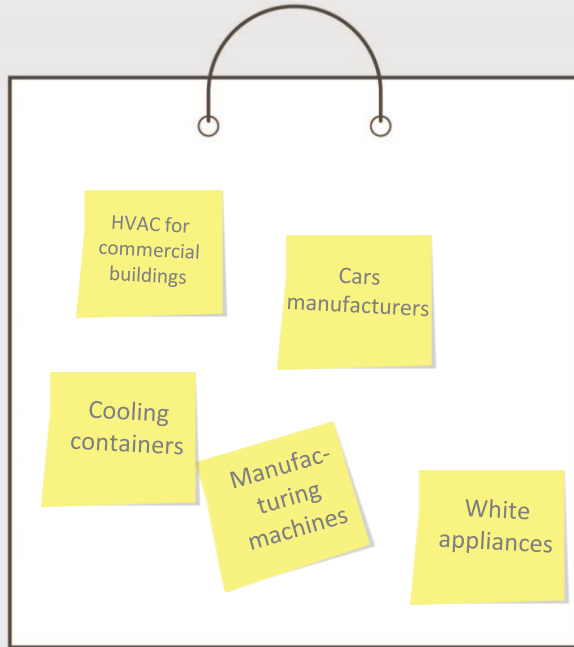 HVAC for
commercial
buildings
Cars
manufacturers
Cooling
containers
Manufac-
turing
machines
White
appliances